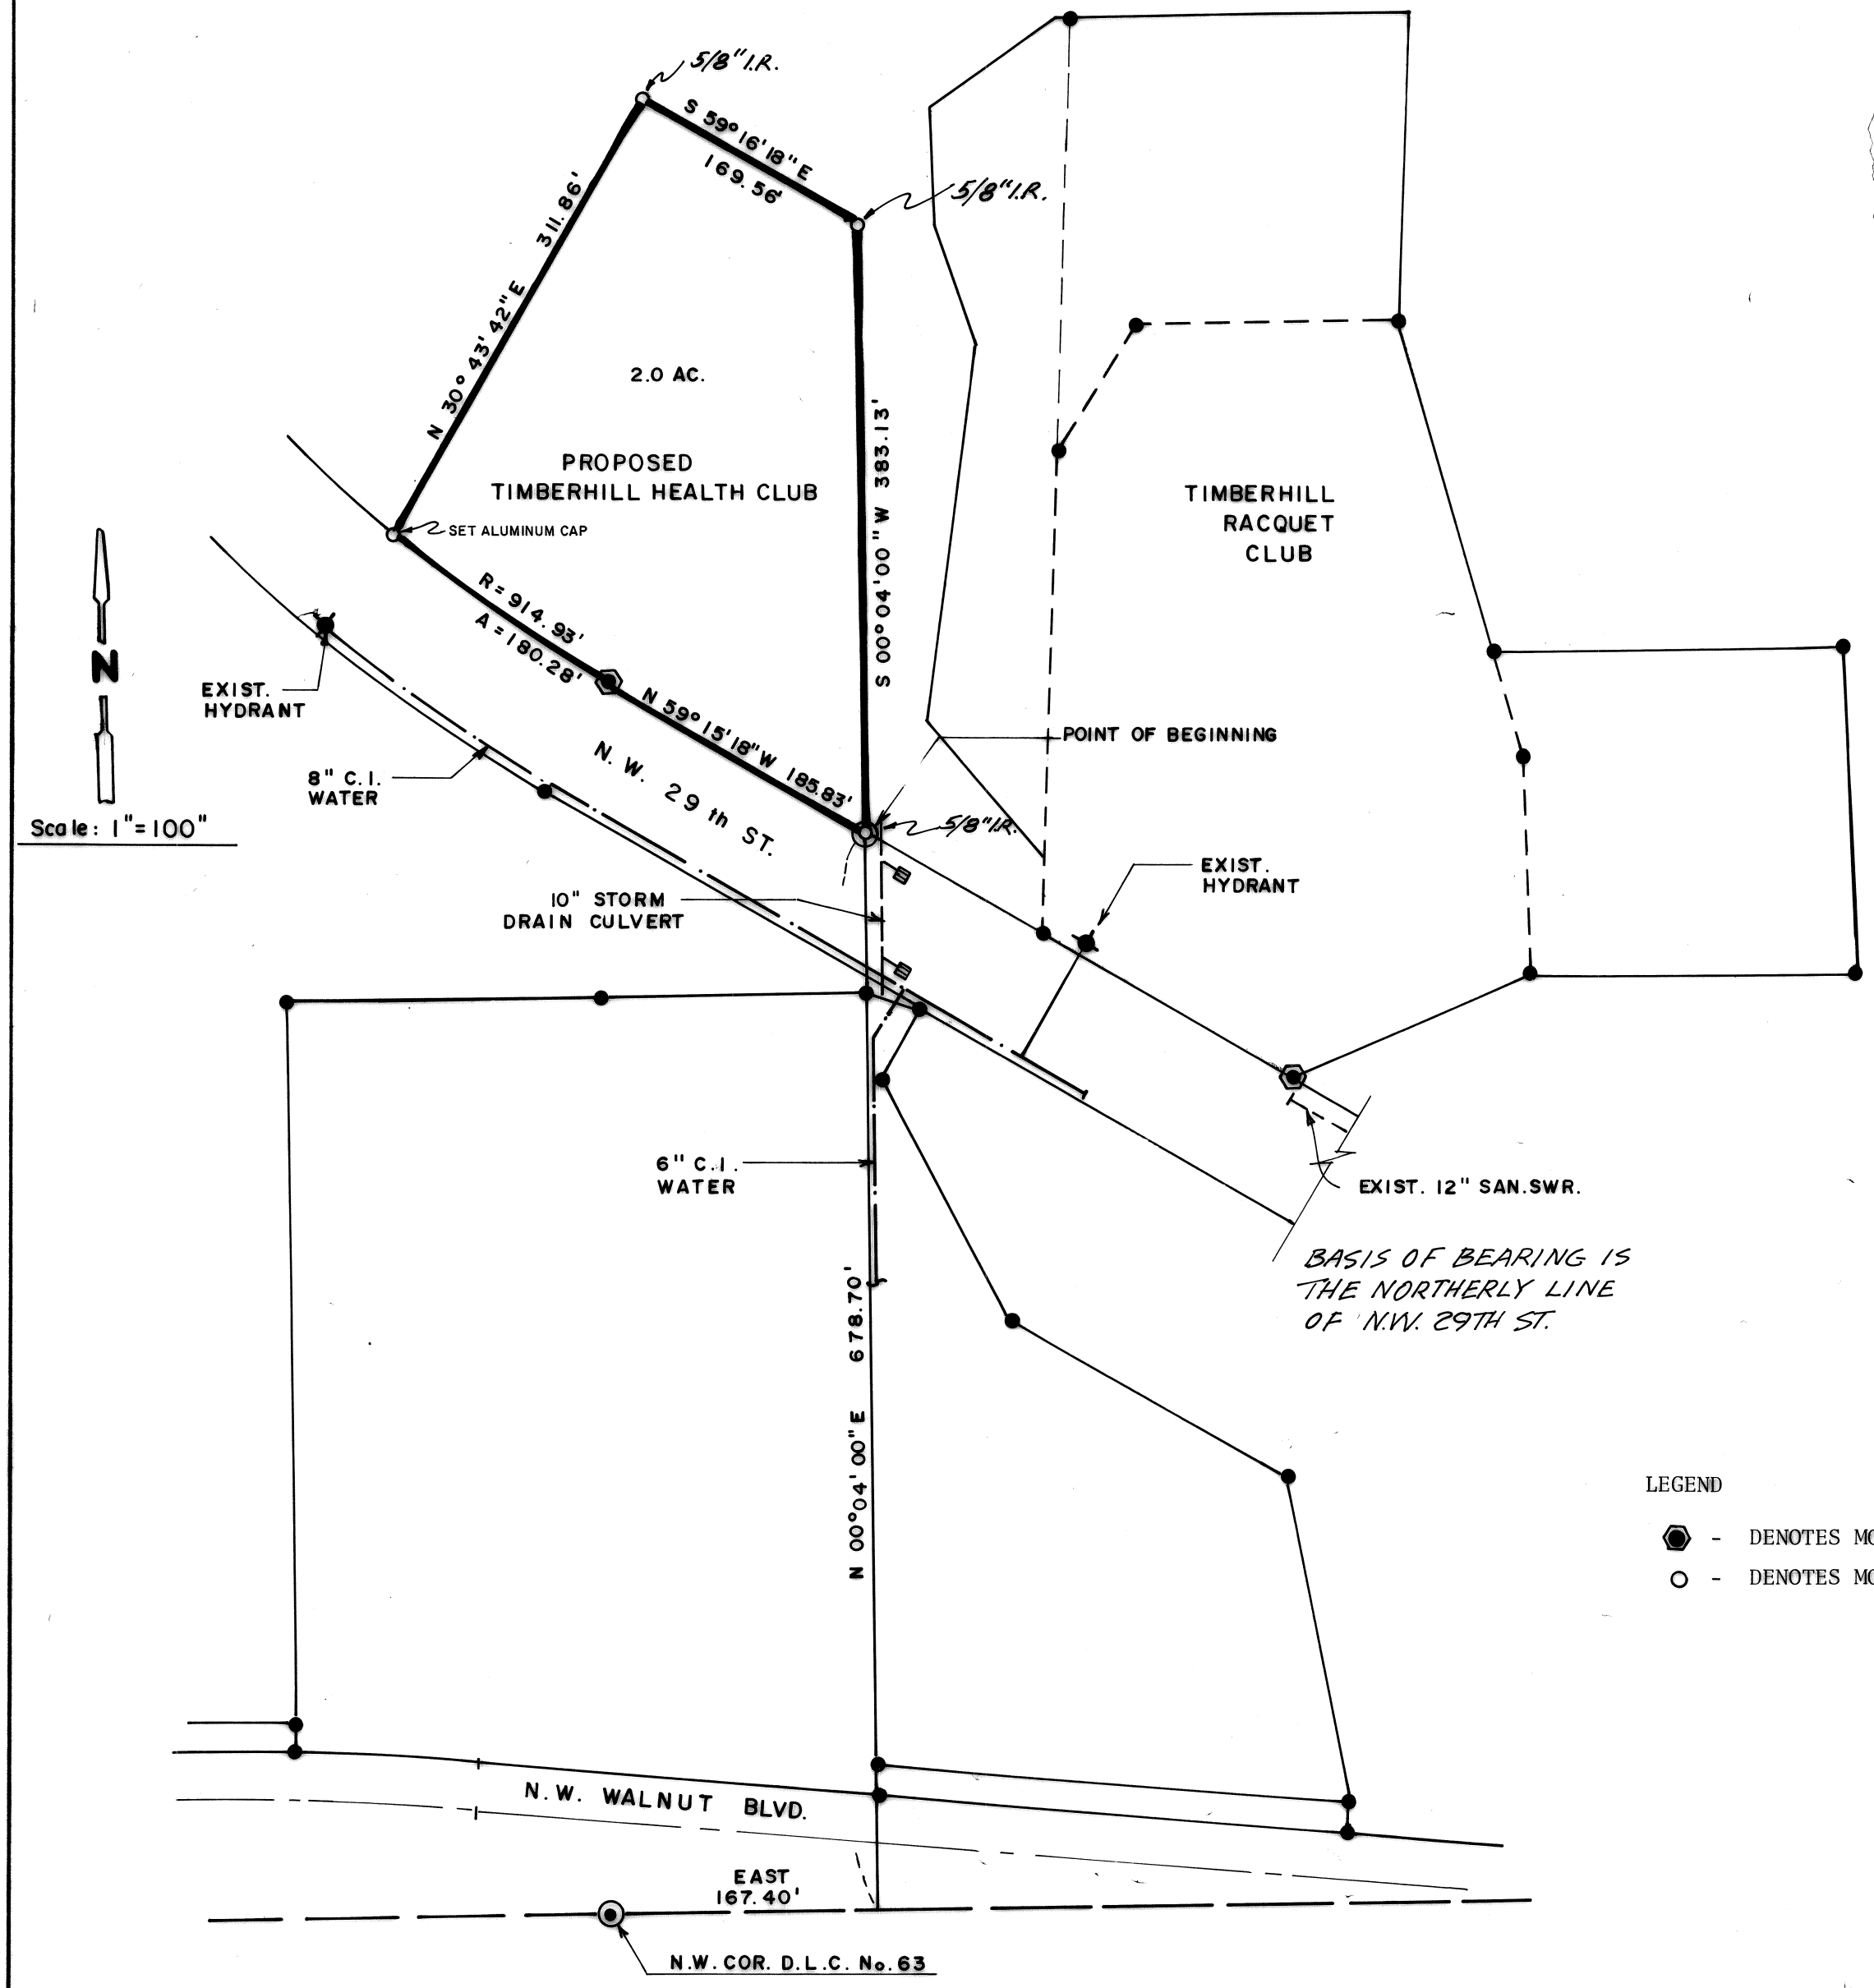 5/8" I.R.
S 59° 16' 18" E
169.56'
5/8" I.R.
311.86'
N 30° 43' 42" E
2.0 AC.
S 00° 04' 00" W 383.13'
PROPOSED
TIMBERHILL HEALTH CLUB
TIMBERHILL
RACQUET
CLUB
SET ALUMINUM CAP
R = 914.93'
A = 180.28'
N
EXIST.
HYDRANT
N 59° 15' 18" W 185.83'
POINT OF BEGINNING
N. W. 29 th ST.
8" C.I.
WATER
Scale: 1"=100"
5/8" I.R.
EXIST.
HYDRANT
10" STORM
DRAIN CULVERT
6" C.I.
WATER
EXIST. 12" SAN.SWR.
BASIS OF BEARING IS
THE NORTHERLY LINE
OF N.W. 29TH ST.
N 00° 04' 00" E 678.70'
LEGEND
- DENOTES
- DENOTES
N.W. WALNUT BLVD.
EAST
167.40'
N.W. COR. D.L.C. No. 63